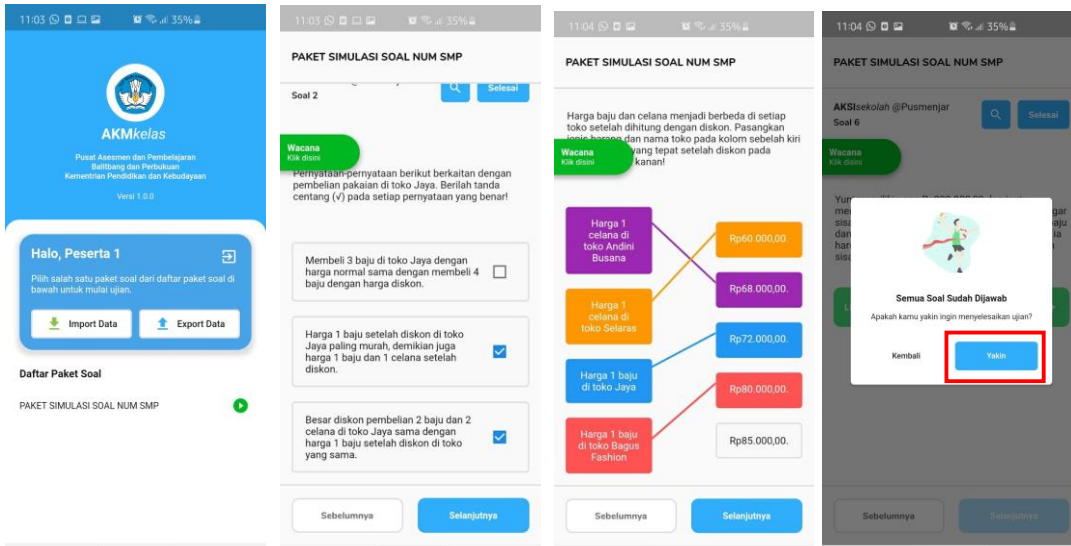 11:03 35%
AKMkelas
Pusat Asesmen dan Pembelajaran
Balitbang dan Perbukuan
Kementrian Pendidikan dan Kebudayaan
Versi 1.0.0
Halo, Peserta 1
Pilih salah satu paket soal dari daftar paket soal di
bawah untuk mulai ujian.
Import Data
Export Data
Daftar Paket Soal
PAKET SIMULASI SOAL NUM SMP
11:03 35%
PAKET SIMULASI SOAL NUM SMP
Soal 2
Selesai
Wacana
Klik disini
Pernyataan-pernyataan berikut berkaitan dengan
pembelian pakaian di toko Jaya. Berilah tanda
centang (√) pada setiap pernyataan yang benar!
Membeli 3 baju di toko Jaya dengan
harga normal sama dengan membeli 4
baju dengan harga diskon.
Harga 1 baju setelah diskon di toko
Jaya paling murah, demikian juga
harga 1 baju dan 1 celana setelah
diskon.
Besar diskon pembelian 2 baju dan 2
celana di toko Jaya sama dengan
harga 1 baju setelah diskon di toko
yang sama.
Sebelumnya
Selanjutnya
11:04 35%
PAKET SIMULASI SOAL NUM SMP
Harga baju dan celana menjadi berbeda di setiap
toko setelah dihitung dengan diskon. Pasangkan
jenis barang dan nama toko pada kolom sebelah kiri
Wacana
Klik disini
yang tepat setelah diskon pada
kanan!
Harga 1
celana di
toko Andini
Busana
Rp60.000,00.
Rp68.000,00.
Harga 1
celana di
toko Selaras
Rp72.000,00.
Harga 1 baju
di toko Jaya
Rp80.000,00.
Harga 1 baju
di toko Bagus
Fashion
Rp85.000,00.
Sebelumnya
Selanjutnya
11:04 35%
PAKET SIMULASI SOAL NUM SMP
AKSIsekolah @Pusmenjar
Soal 6
Selesai
Wacana
Klik disini
Semua Soal Sudah Dijawab
Apakah kamu yakin ingin menyelesaikan ujian?
Kembali
Yakin
Sebelumnya
Selanjutnya